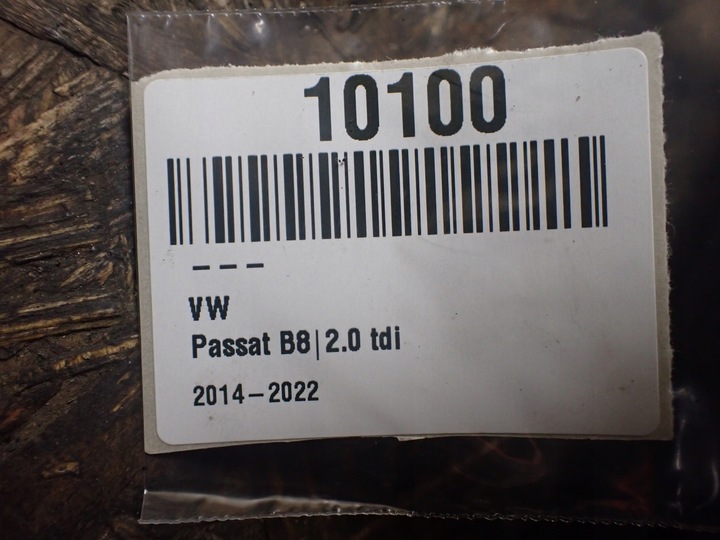 10100
– – –
VW
Passat B8|2.0 tdi
2014–2022